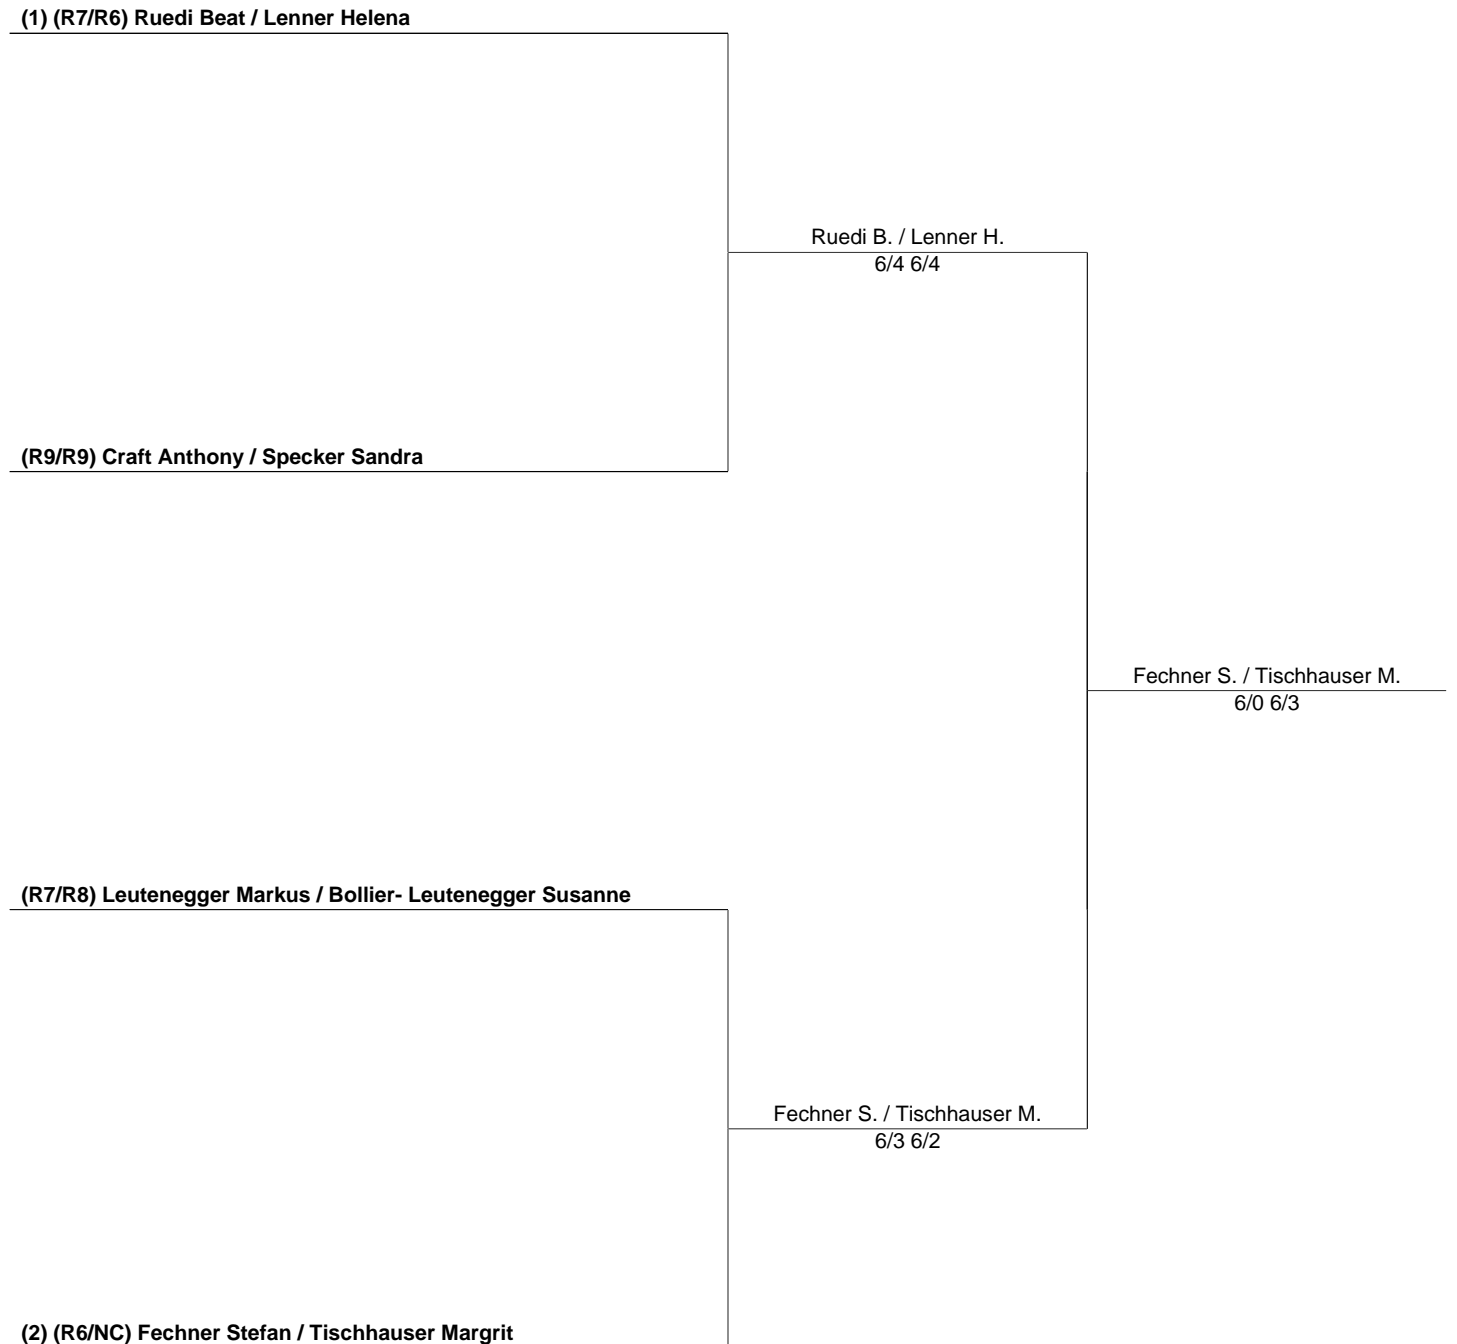 (1) (R7/R6) Ruedi Beat / Lenner Helena
Ruedi B. / Lenner H.
6/4 6/4
(R9/R9) Craft Anthony / Specker Sandra
Fechner S. / Tischhauser M.
6/0 6/3
(R7/R8) Leutenegger Markus / Bollier- Leutenegger Susanne
Fechner S. / Tischhauser M.
6/3 6/2
(2) (R6/NC) Fechner Stefan / Tischhauser Margrit